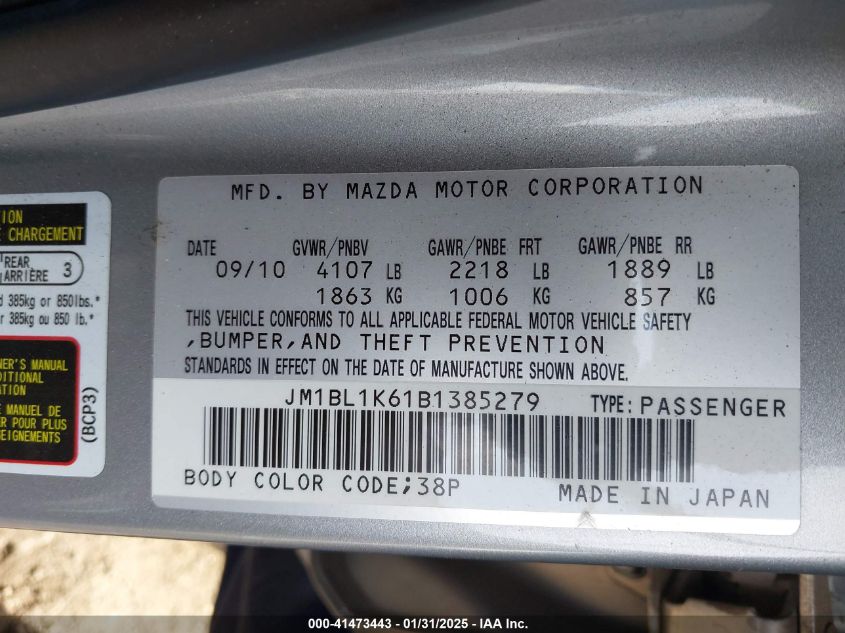 MFD. BY MAZDA MOTOR CORPORATION
DATE GVWR/PNBV GAWR/PNBE FRT GAWR/PNBE RR
09/10 4107 LB 2218 LB 1889 LB
1863 KG 1006 KG 857 KG
THIS VEHICLE CONFORMS TO ALL APPLICABLE FEDERAL MOTOR VEHICLE SAFETY
,BUMPER,AND THEFT PREVENTION
STANDARDS IN EFFECT ON THE DATE OF MANUFACTURE SHOWN ABOVE.
JM1BL1K61B1385279 TYPE:PASSENGER
BODY COLOR CODE;38P MADE IN JAPAN
CHARGEMENT
REAR
ARRIÈRE 3
385kg or 850lbs.*
385kg ou 850 lb.*
MANUAL
MANUEL DE
POUR PLUS
(BCP3)
000-41473443 - 01/31/2025 - IAA Inc.